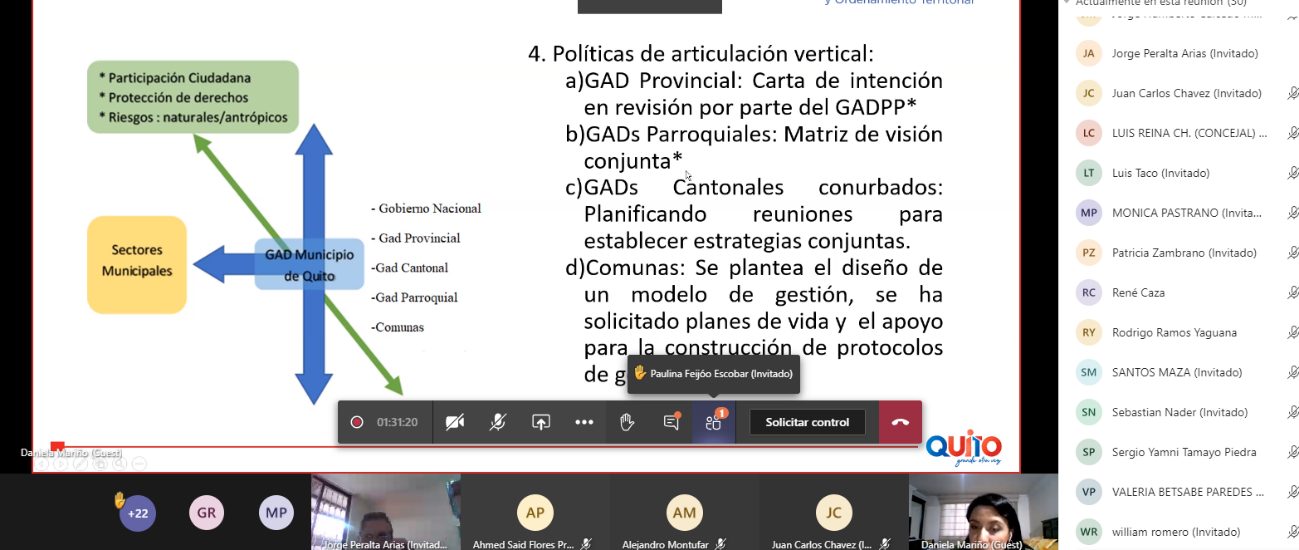 y Ordenamiento Territorial
* Participación Ciudadana
* Protección de derechos
* Riesgos : naturales/antrópicos
Sectores
Municipales
GAD Municipio
de Quito
- Gobierno Nacional
- Gad Provincial
-Gad Cantonal
-Gad Parroquial
-Comunas
4. Políticas de articulación vertical:
a)GAD Provincial: Carta de intención
en revisión por parte del GADPP*
b)GADs Parroquiales: Matriz de visión
conjunta*
c)GADs Cantonales conurbados:
Planificando reuniones para
establecer estrategias conjuntas.
d)Comunas: Se plantea el diseño de
un modelo de gestión, se ha
solicitado planes de vida y el apoyo
para la construcción de protocolos
de
Paulina Feijóo Escobar (Invitado)
01:31:20
1
Solicitar control
QUITO
grande otra vez
Daniela Mariño (Guest)
+22
GR
MP
Jorge Peralta Arias (Invitad...
AP
Ahmed Said Flores Pr...
AM
Alejandro Montufar
JC
Juan Carlos Chavez (I...
Daniela Mariño (Guest)
Actualmente en esta reunión (30)
JA Jorge Peralta Arias (Invitado)
JC Juan Carlos Chavez (Invitado)
LC LUIS REINA CH. (CONCEJAL) ...
LT Luis Taco (Invitado)
MP MONICA PASTRANO (Invita...
PZ Patricia Zambrano (Invitado)
RC René Caza
RY Rodrigo Ramos Yaguana
SM SANTOS MAZA (Invitado)
SN Sebastian Nader (Invitado)
SP Sergio Yamni Tamayo Piedra
VP VALERIA BETSABE PAREDES ...
WR william romero (Invitado)